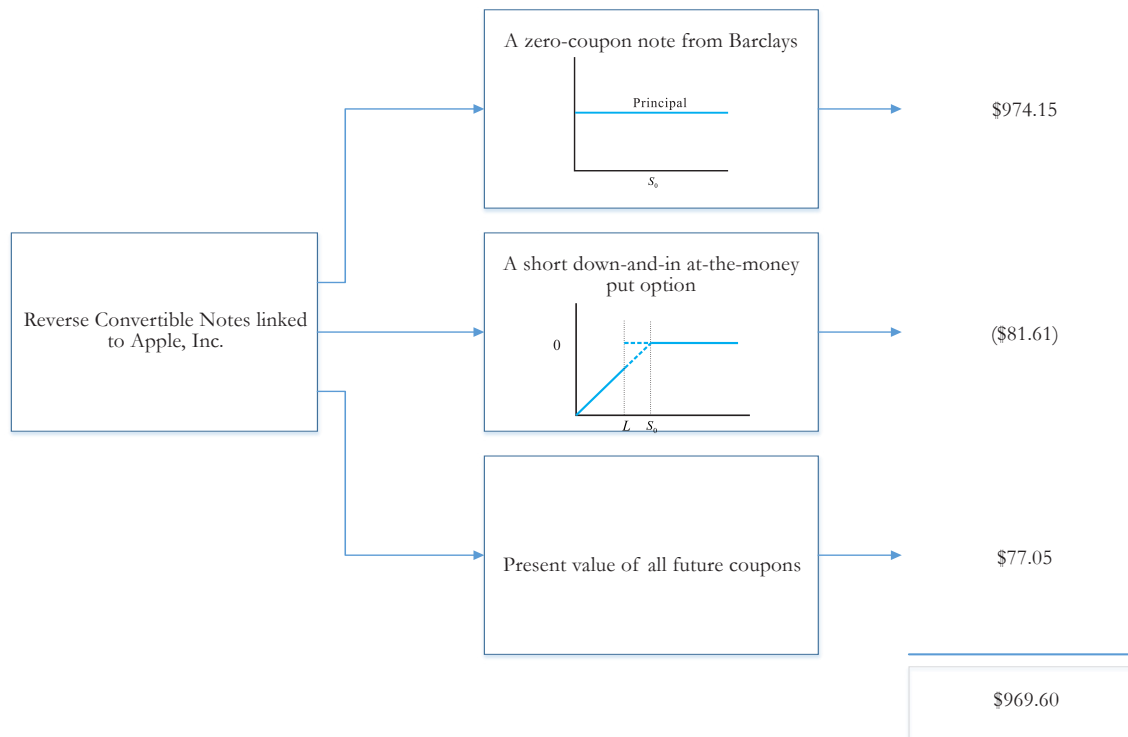 A zero-coupon note from Barclays
Principal
S₀
$974.15
Reverse Convertible Notes linked
to Apple, Inc.
A short down-and-in at-the-money
put option
0
L S₀
($81.61)
Present value of all future coupons
$77.05
$969.60